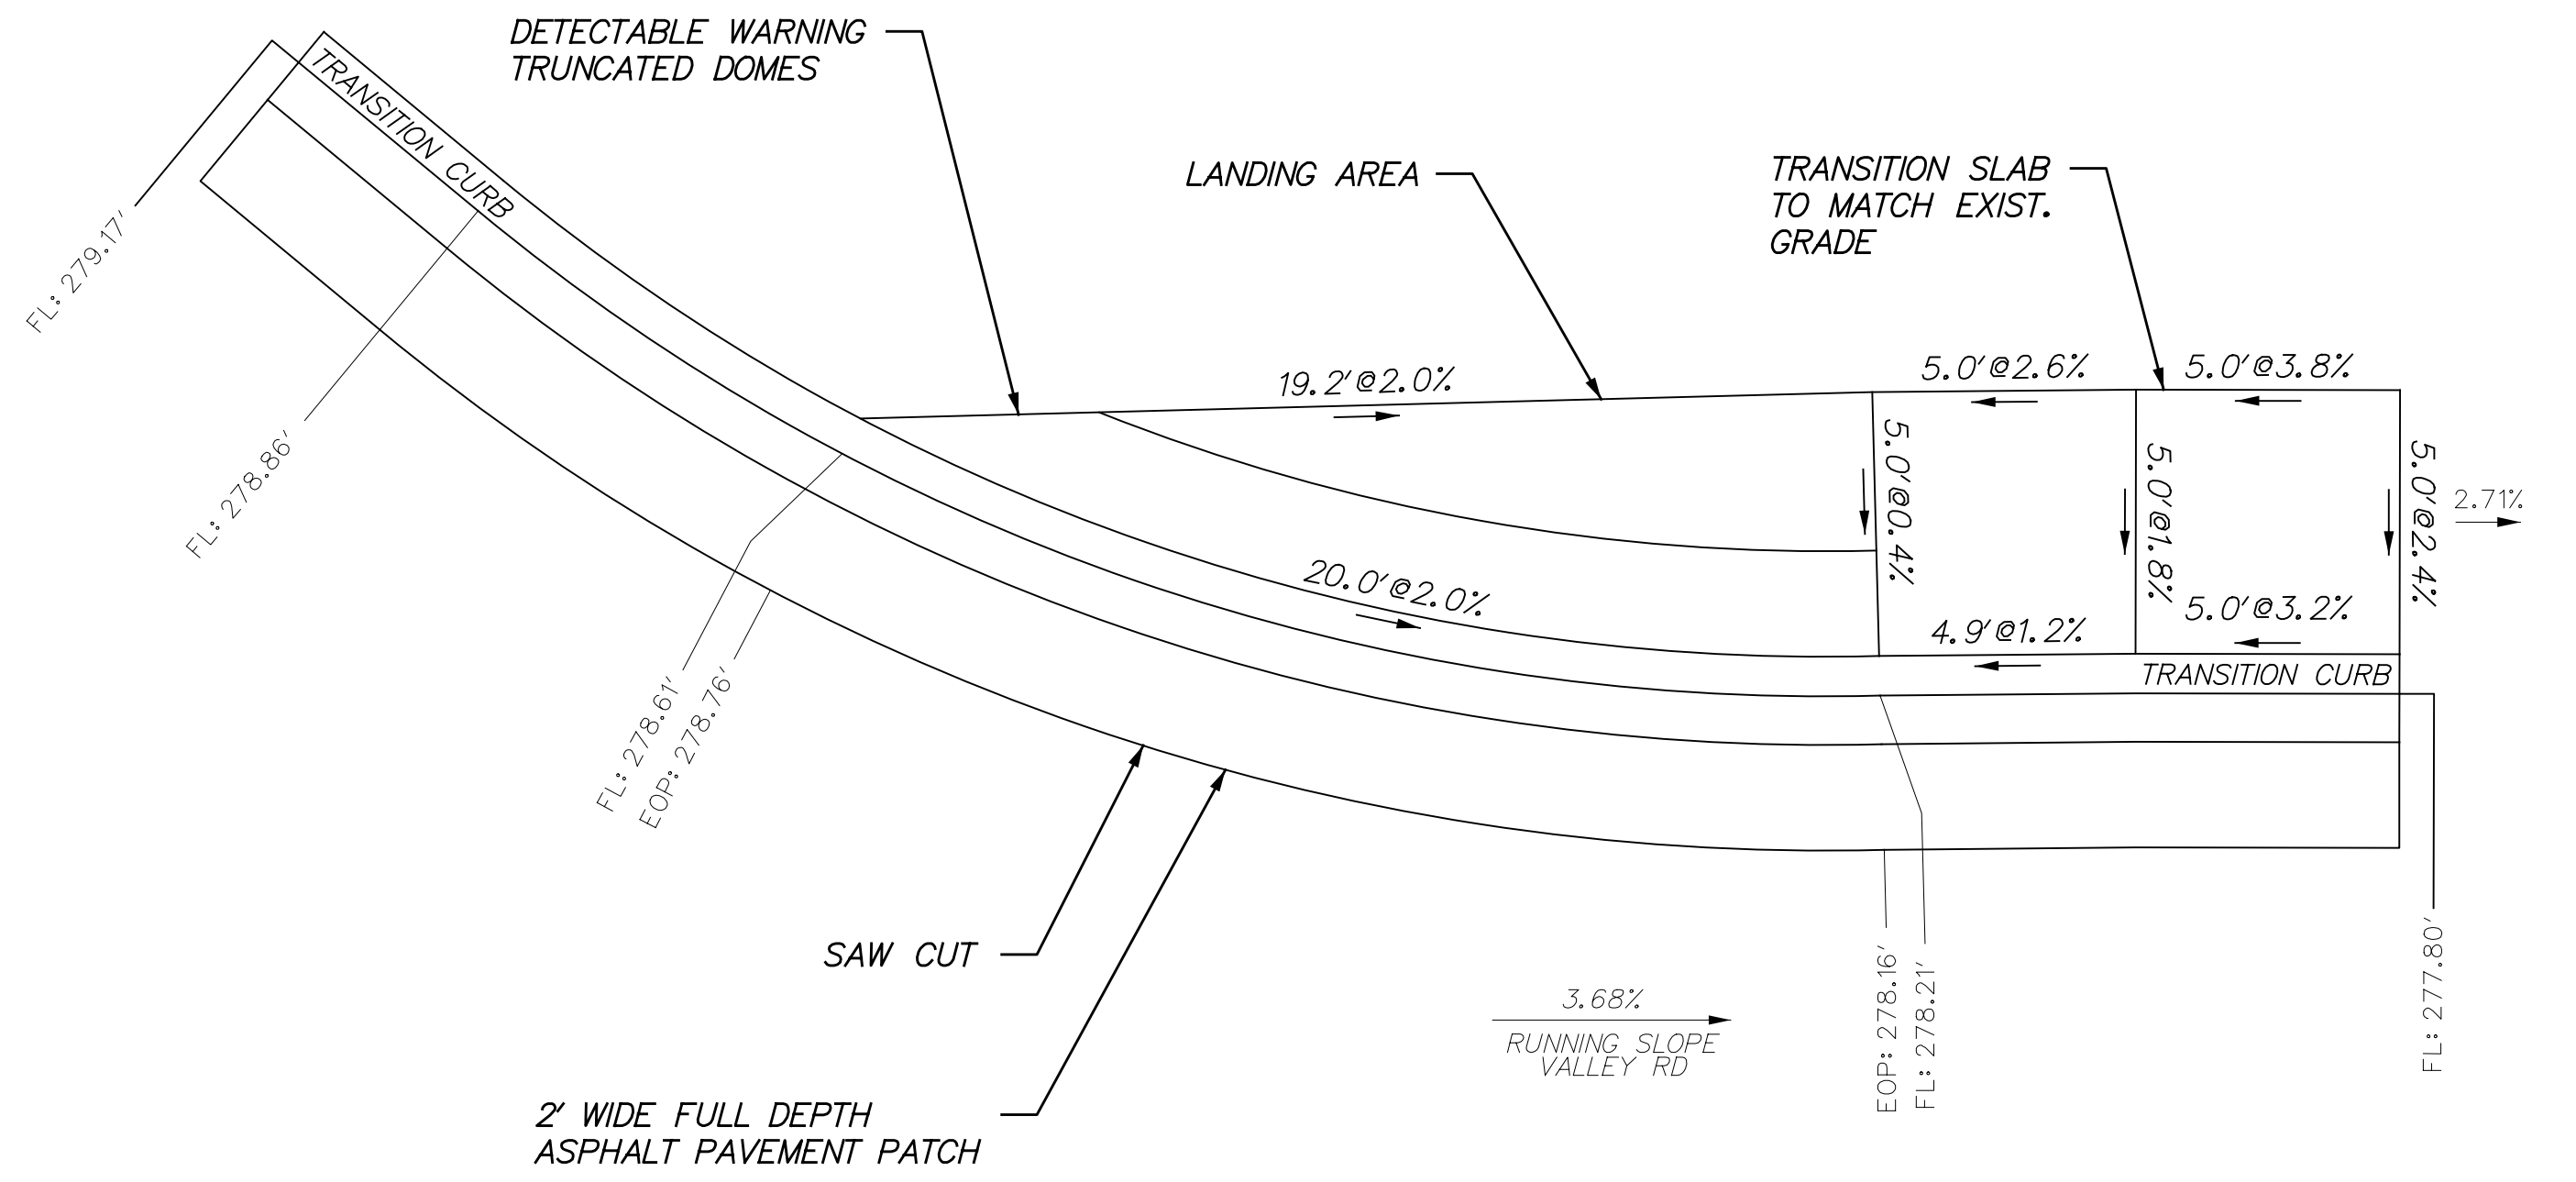 DETECTABLE WARNING
TRUNCATED DOMES
TRANSITION CURB
LANDING AREA
TRANSITION SLAB
TO MATCH EXIST.
GRADE
FL: 279.17'
FL: 278.86'
19.2'@2.0%
5.0'@2.6%
5.0'@3.8%
5.0'@0.4%
5.0'@1.8%
5.0'@2.4%
2.71%
20.0'@2.0%
4.9'@1.2%
5.0'@3.2%
TRANSITION CURB
FL: 278.61'
EOP: 278.76'
SAW CUT
3.68%
RUNNING SLOPE
VALLEY RD
EOP: 278.16'
FL: 278.21'
FL: 277.80'
2' WIDE FULL DEPTH
ASPHALT PAVEMENT PATCH